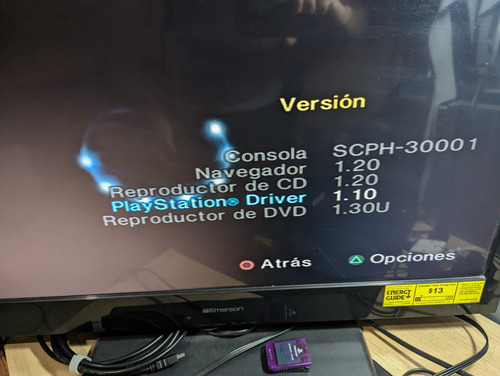 Versión
Consola SCPH-30001
Navegador 1.20
Reproductor de CD 1.20
PlayStation® Driver 1.10
Reproductor de DVD 1.30U
Atrás Opciones
Emerson
ENERGY GUIDE $13